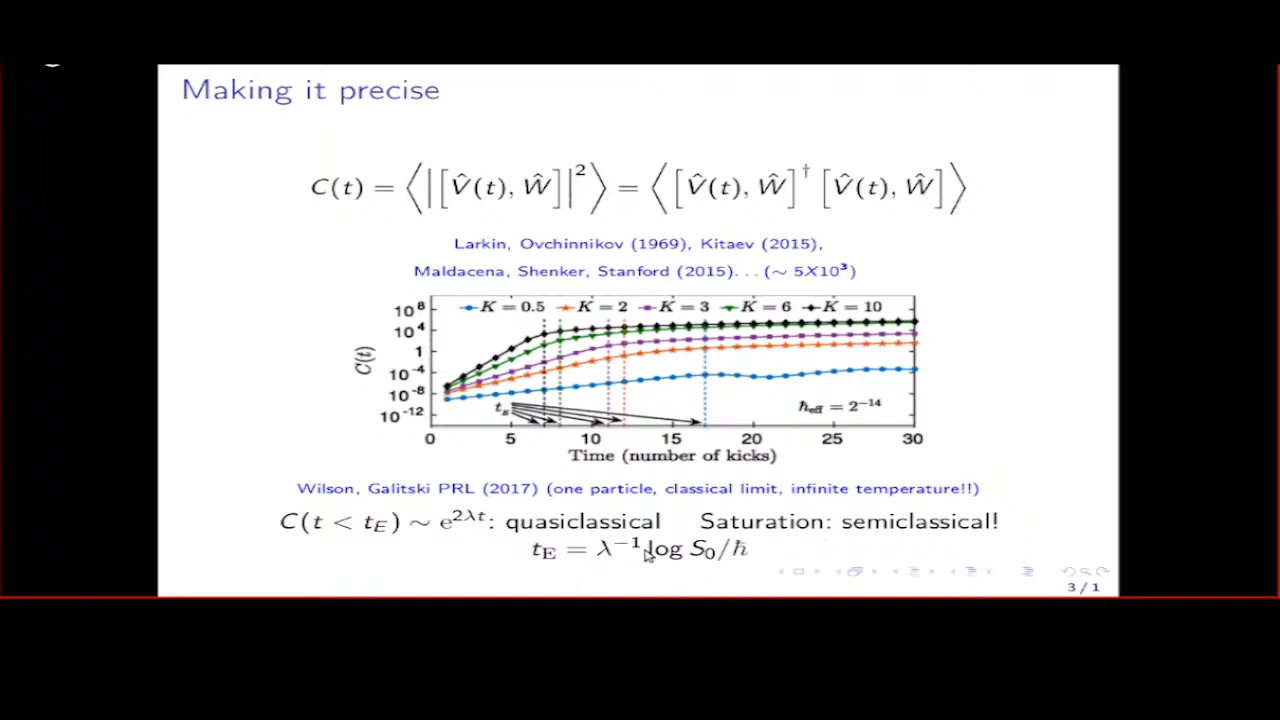 Making it precise
C(t) = ⟨|[V̂(t), Ŵ]|²⟩ = ⟨[V̂(t), Ŵ]† [V̂(t), Ŵ]⟩
Larkin, Ovchinnikov (1969), Kitaev (2015),
Maldacena, Shenker, Stanford (2015)...(∼ 5X10³)
K = 0.5 K = 2 K = 3 K = 6 K = 10
10⁸
10⁴
1
10⁻⁴
10⁻⁸
10⁻¹²
C(t)
t_E
ħ_eff = 2⁻¹⁴
0 5 10 15 20 25 30
Time (number of kicks)
Wilson, Galitski PRL (2017) (one particle, classical limit, infinite temperature!!)
C(t < t_E) ∼ e^{2λt}: quasiclassical Saturation: semiclassical!
t_E = λ⁻¹ log S₀/ħ
3 / 1